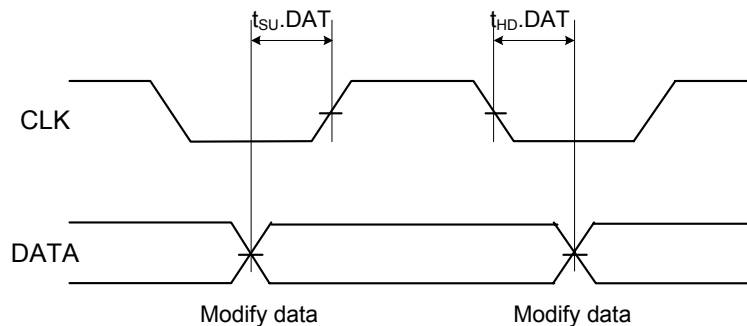 tSU.DAT tHD.DAT
CLK
DATA
Modify data Modify data